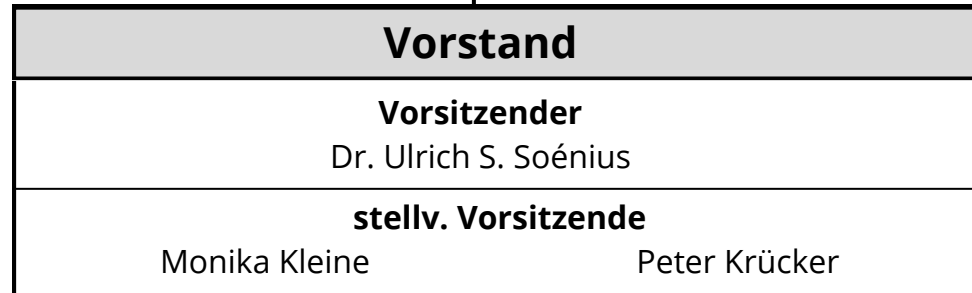 Vorstand
Vorsitzender
Dr. Ulrich S. Soénius
stellv. Vorsitzende
Monika Kleine Peter Krücker